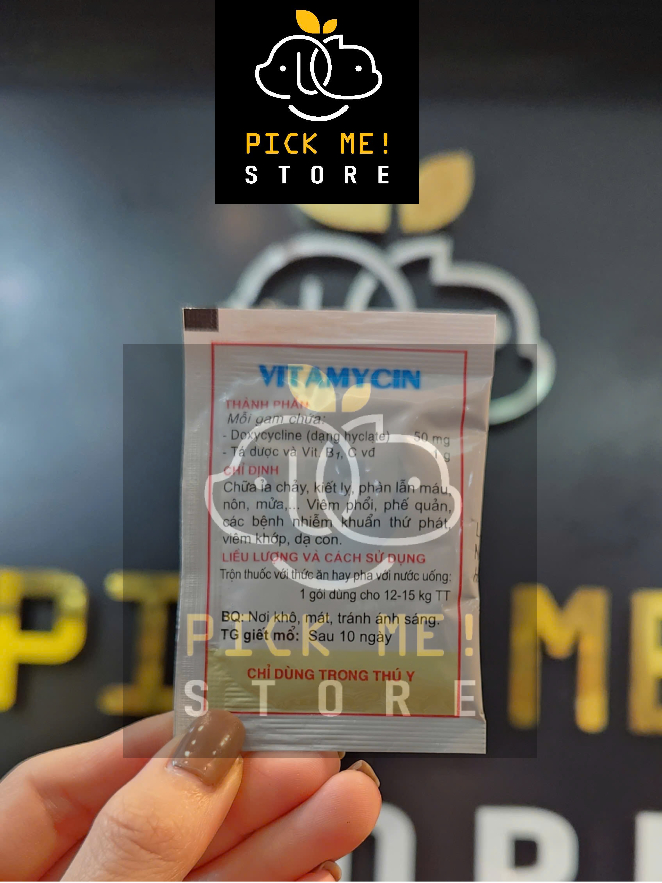 PICK ME!
STORE
VITAMYCIN
THÀNH PHẦN
Mỗi gam chứa:
- Doxycycline (dạng hyclate) 50 mg
- Tá dược và Vit. B1, C vđ 1 g
CHỈ ĐỊNH
Chữa ỉa chảy, kiết lỵ, phân lẫn máu,
nôn, mửa,... Viêm phổi, phế quản,
các bệnh nhiễm khuẩn thứ phát,
viêm khớp, dạ con.
LIỀU LƯỢNG VÀ CÁCH SỬ DỤNG
Trộn thuốc với thức ăn hay pha với nước uống:
1 gói dùng cho 12-15 kg TT
BQ: Nơi khô, mát, tránh ánh sáng.
TG giết mổ: Sau 10 ngày
PICK ME!
CHỈ DÙNG TRONG THÚ Y
STORE
PI
ME